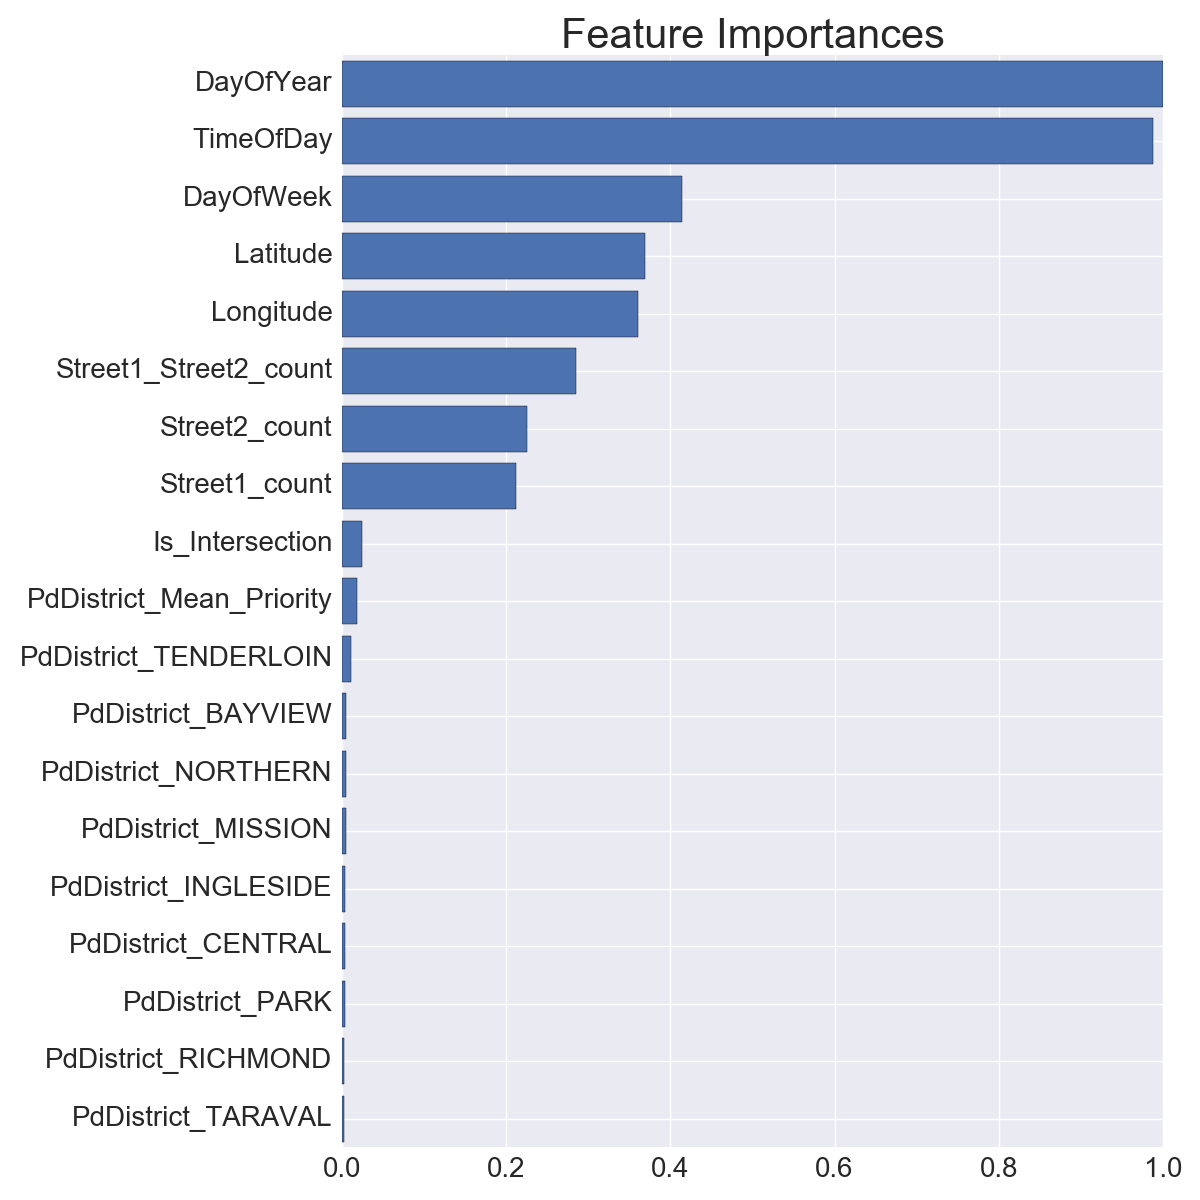 Feature Importances
DayOfYear
TimeOfDay
DayOfWeek
Latitude
Longitude
Street1_Street2_count
Street2_count
Street1_count
Is_Intersection
PdDistrict_Mean_Priority
PdDistrict_TENDERLOIN
PdDistrict_BAYVIEW
PdDistrict_NORTHERN
PdDistrict_MISSION
PdDistrict_INGLESIDE
PdDistrict_CENTRAL
PdDistrict_PARK
PdDistrict_RICHMOND
PdDistrict_TARAVAL
0.0 0.2 0.4 0.6 0.8 1.0